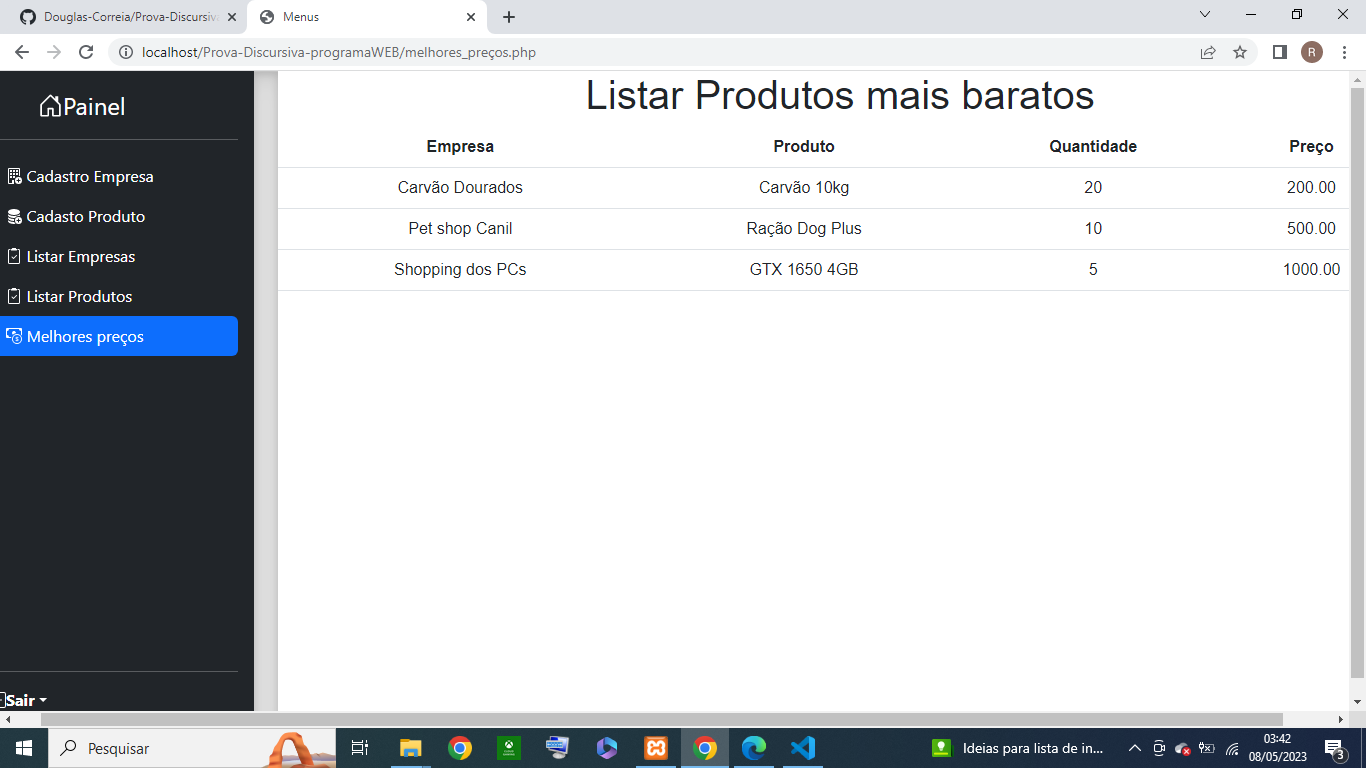 Douglas-Correia/Prova-Discursiv
Menus
localhost/Prova-Discursiva-programaWEB/melhores_preços.php
R
Painel
Cadastro Empresa
Cadasto Produto
Listar Empresas
Listar Produtos
Melhores preços
Sair
Listar Produtos mais baratos
Empresa Produto Quantidade Preço
Carvão Dourados Carvão 10kg 20 200.00
Pet shop Canil Ração Dog Plus 10 500.00
Shopping dos PCs GTX 1650 4GB 5 1000.00
Pesquisar
Ideias para lista de in...
03:42
08/05/2023
3